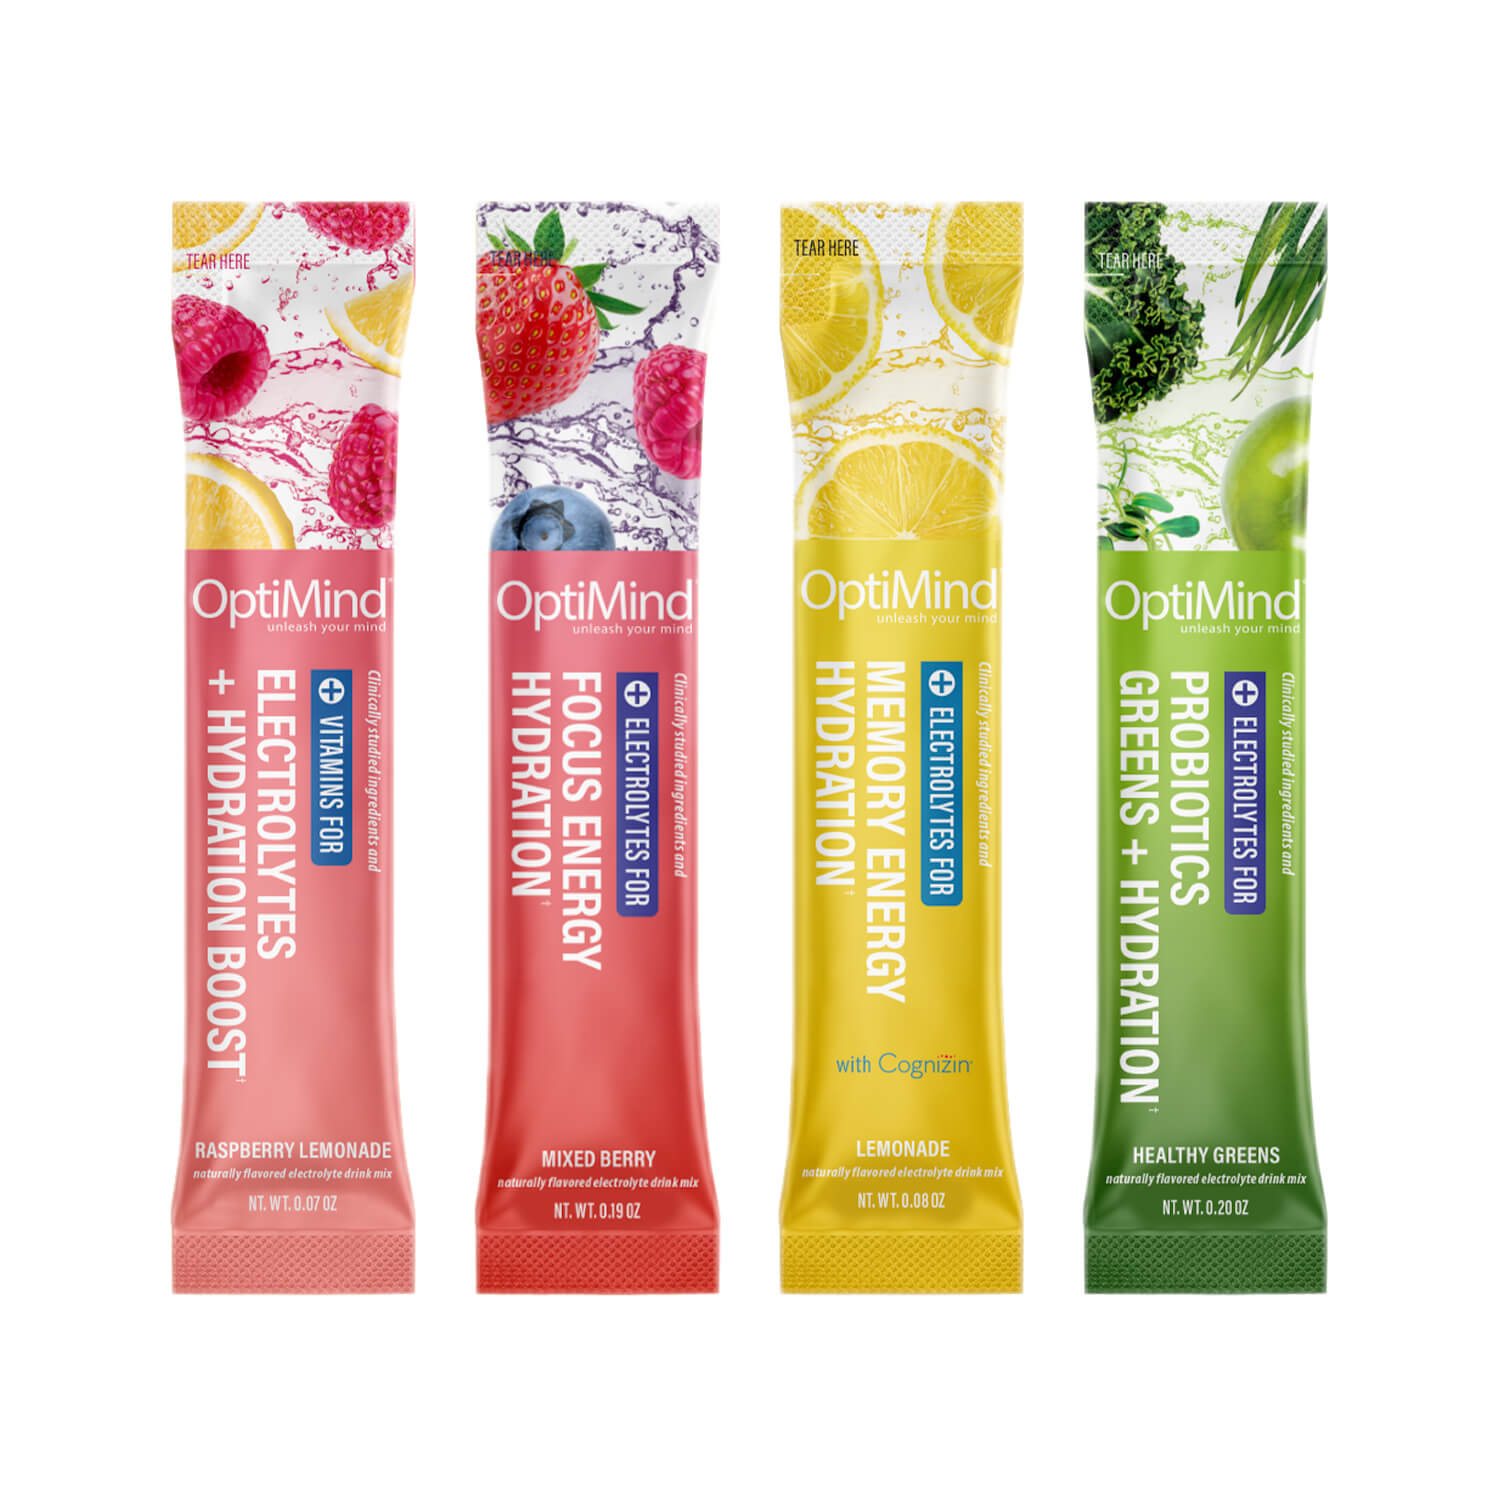 TEAR HERE
OptiMind™
unleash your mind
Clinically studied ingredients and
+ VITAMINS FOR
ELECTROLYTES
+ HYDRATION BOOST†
RASPBERRY LEMONADE
naturally flavored electrolyte drink mix
NT. WT. 0.07 OZ
TEAR HERE
OptiMind
unleash your mind
Clinically studied ingredients and
+ ELECTROLYTES FOR
FOCUS ENERGY
HYDRATION†
MIXED BERRY
naturally flavored electrolyte drink mix
NT. WT. 0.19 OZ
TEAR HERE
OptiMind™
unleash your mind
Clinically studied ingredients and
+ ELECTROLYTES FOR
MEMORY ENERGY
HYDRATION†
with Cognizin®
LEMONADE
naturally flavored electrolyte drink mix
NT. WT. 0.08 OZ
TEAR HERE
OptiMind™
unleash your mind
Clinically studied ingredients and
+ ELECTROLYTES FOR
PROBIOTICS
GREENS + HYDRATION†
HEALTHY GREENS
naturally flavored electrolyte drink mix
NT. WT. 0.20 OZ